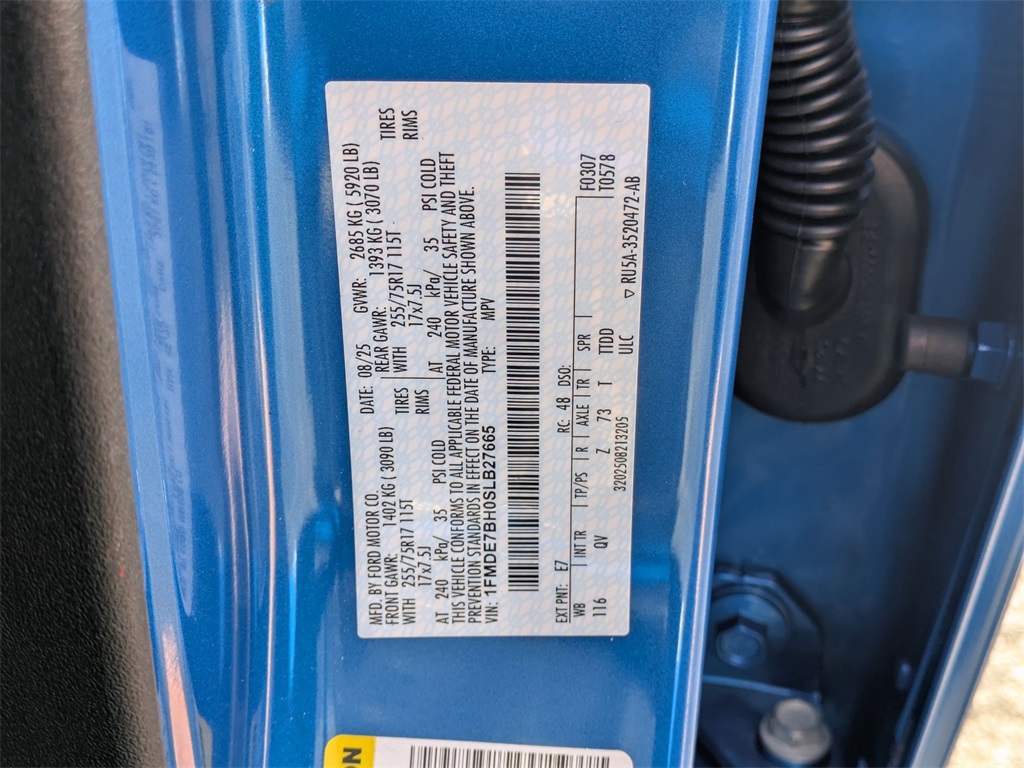 MFD. BY FORD MOTOR CO.
DATE: 08/25 GVWR: 2685 KG ( 5920 LB)
FRONT GAWR: 1402 KG ( 3090 LB)
REAR GAWR: 1393 KG ( 3070 LB)
WITH 255/75R17 115T TIRES
WITH 255/75R17 115T TIRES
17x7.5J RIMS
17x7.5J RIMS
AT 240 kPa/ 35 PSI COLD
AT 240 kPa/ 35 PSI COLD
THIS VEHICLE CONFORMS TO ALL APPLICABLE FEDERAL MOTOR VEHICLE SAFETY AND THEFT
PREVENTION STANDARDS IN EFFECT ON THE DATE OF MANUFACTURE SHOWN ABOVE.
VIN: 1FMDE7BH0SLB27665 TYPE: MPV
EXT PNT: E7 RC: 48 DSO: F0307
WB INT TR TP/PS R AXLE TR SPR T0578
116 QV Z 73 T TTDD
ULC
3202508213205 ▽ RU5A-3520472-AB
ON